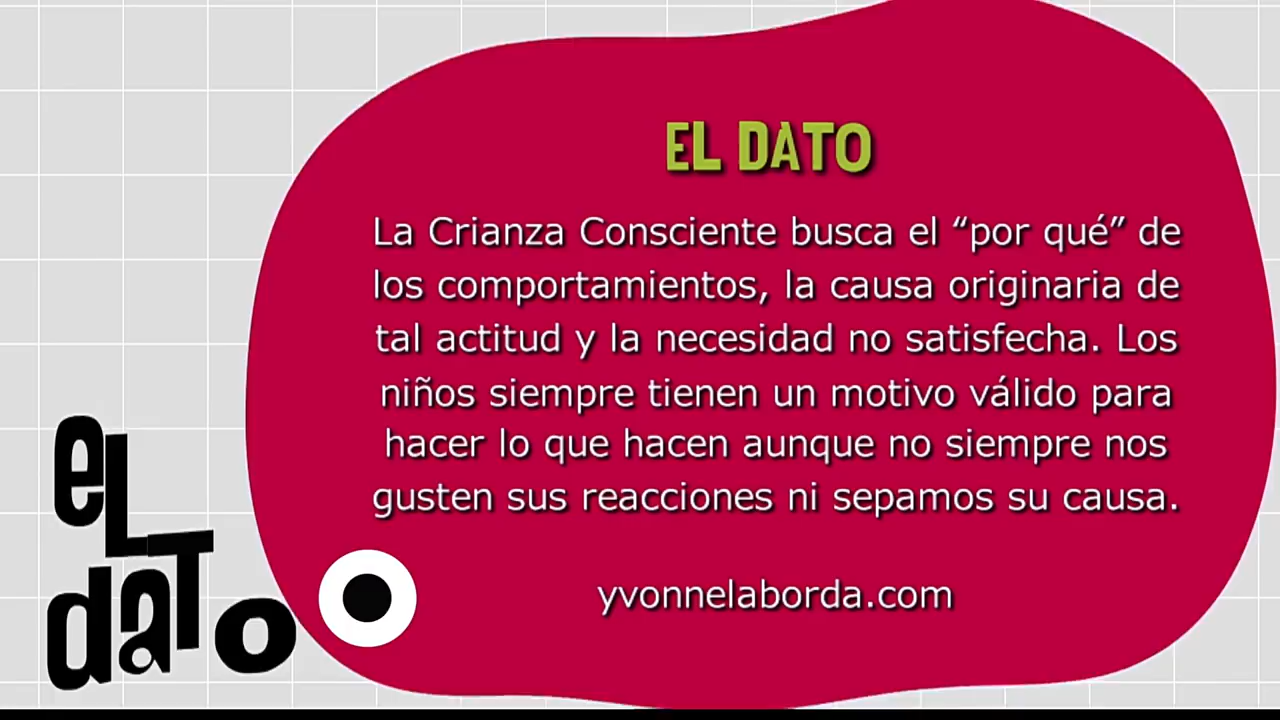 EL DATO
La Crianza Consciente busca el “por qué” de
los comportamientos, la causa originaria de
tal actitud y la necesidad no satisfecha. Los
niños siempre tienen un motivo válido para
hacer lo que hacen aunque no siempre nos
gusten sus reacciones ni sepamos su causa.
yvonnelaborda.com
eL
daTo